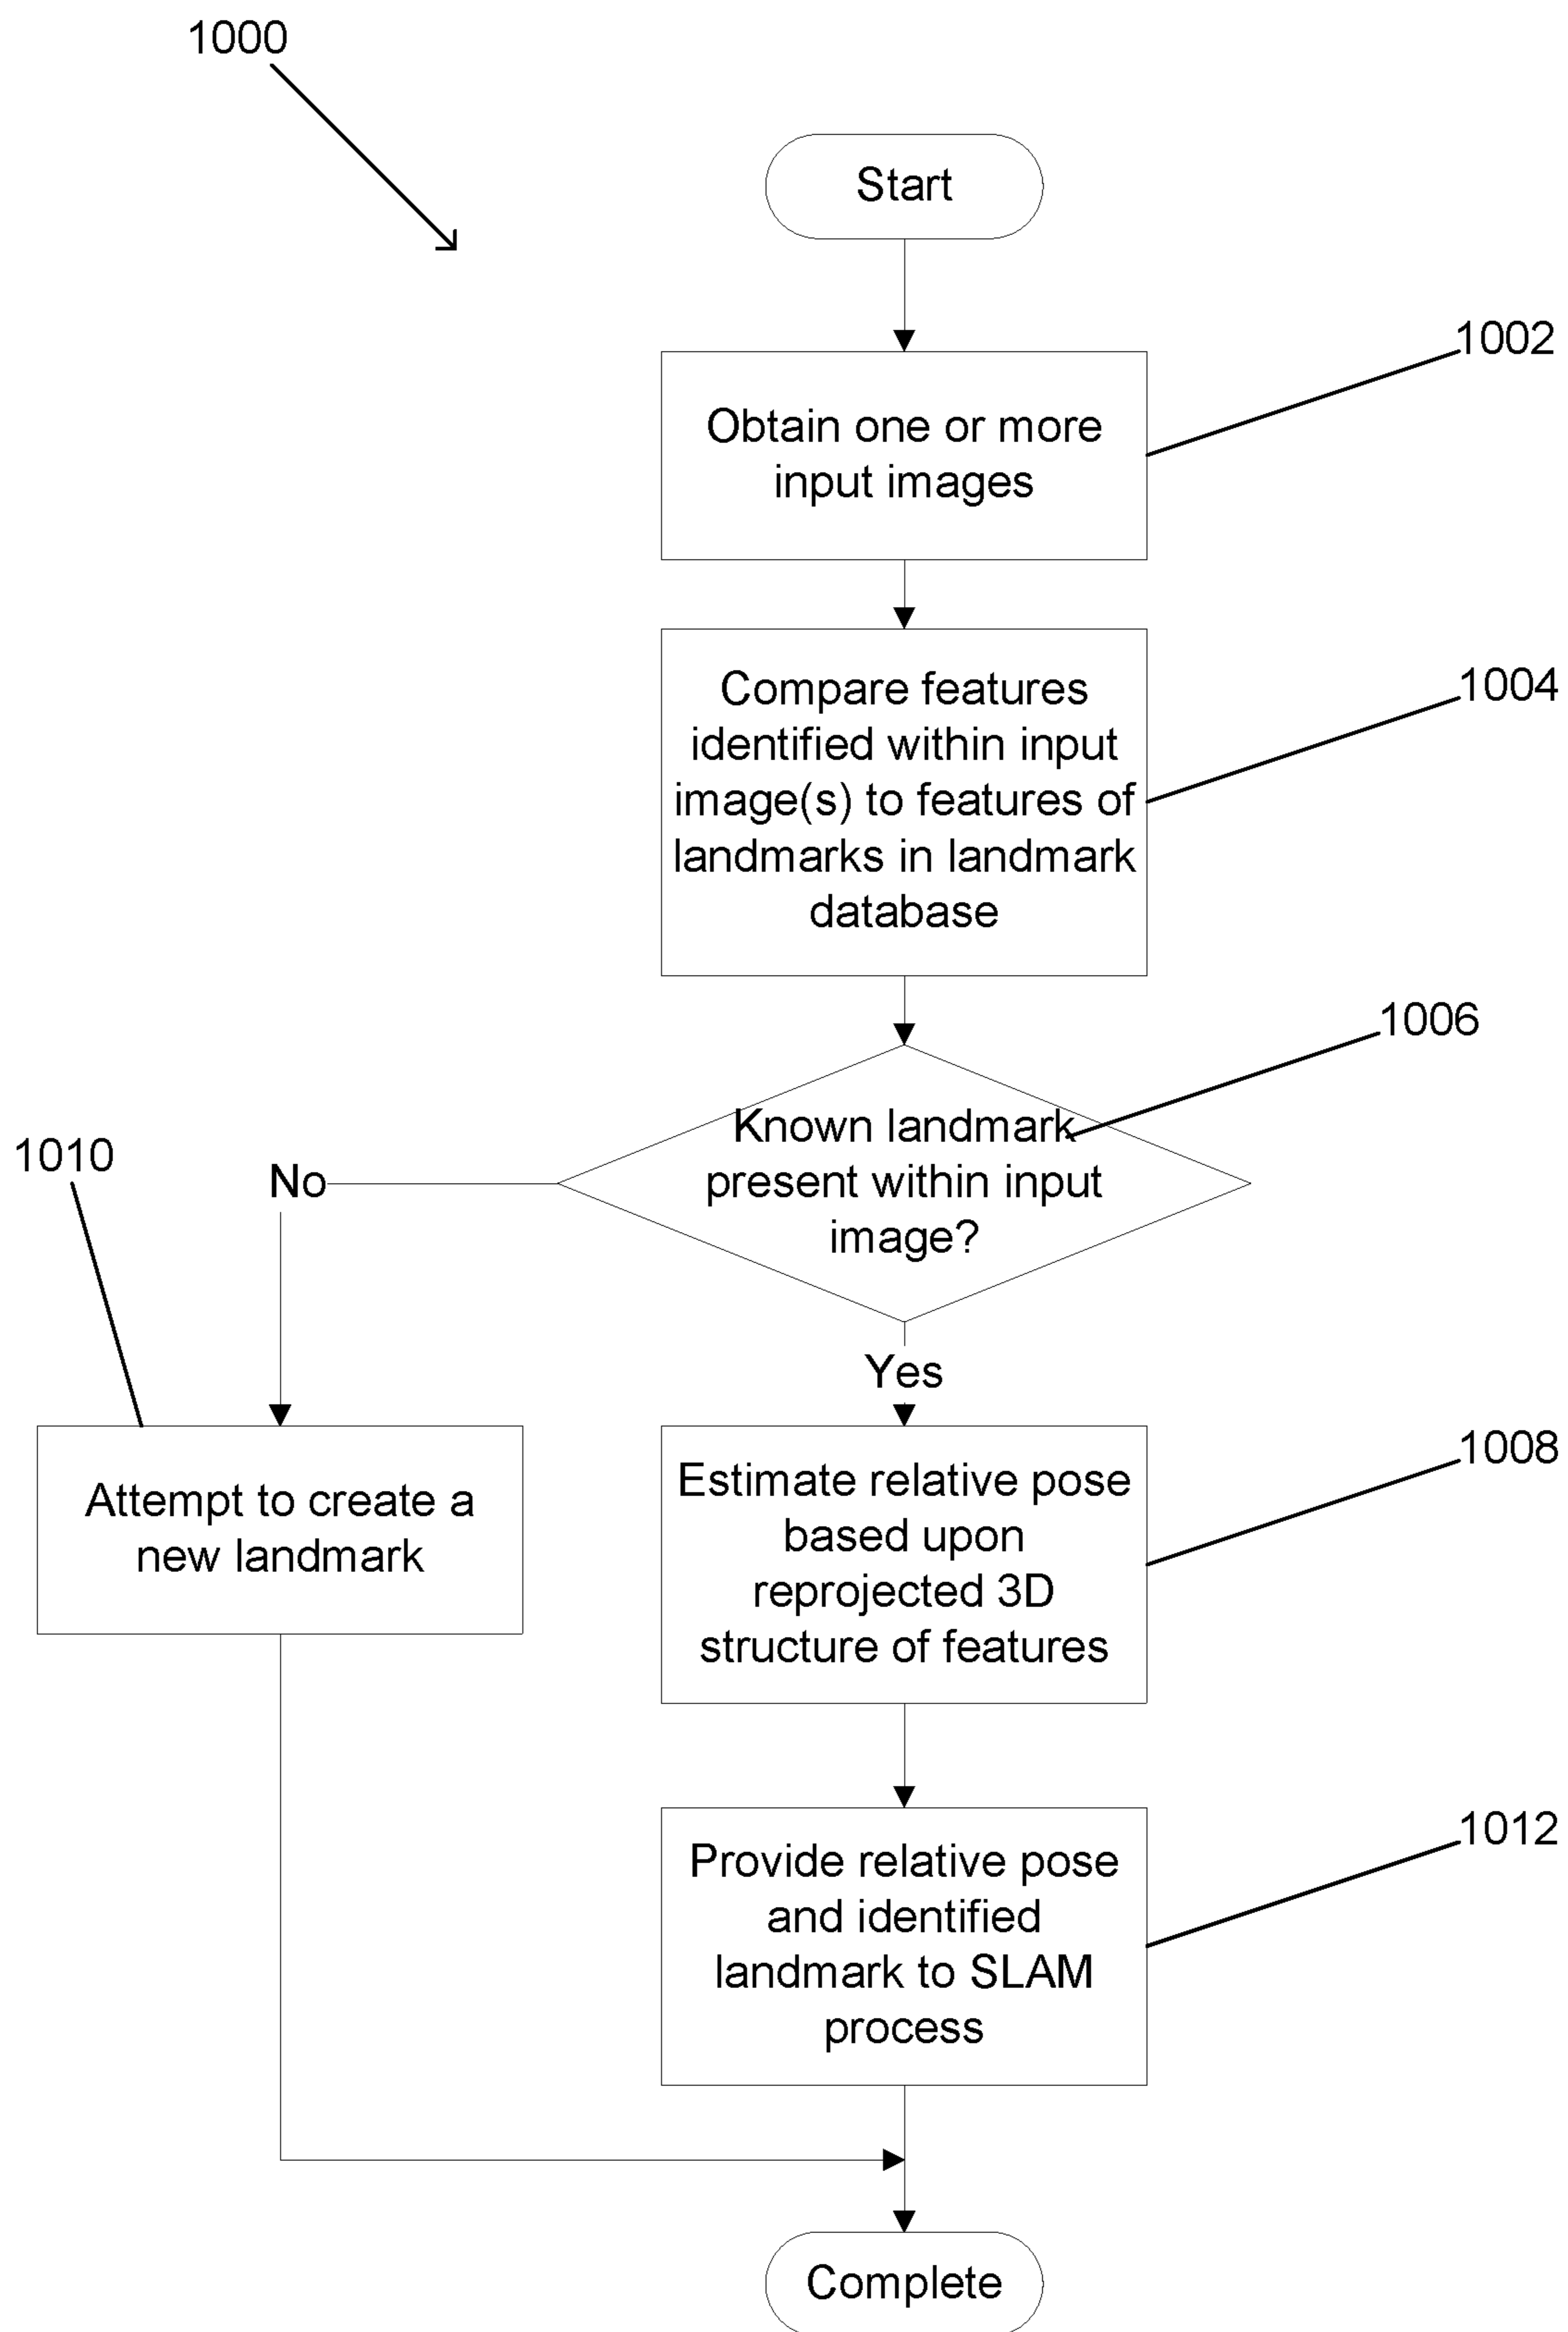 1000
Start
1002
Obtain one or more
input images
1004
Compare features
identified within input
image(s) to features of
landmarks in landmark
database
1006
Known landmark
present within input
image?
1010
No
Yes
1008
Attempt to create a
new landmark
Estimate relative pose
based upon
reprojected 3D
structure of features
1012
Provide relative pose
and identified
landmark to SLAM
process
Complete